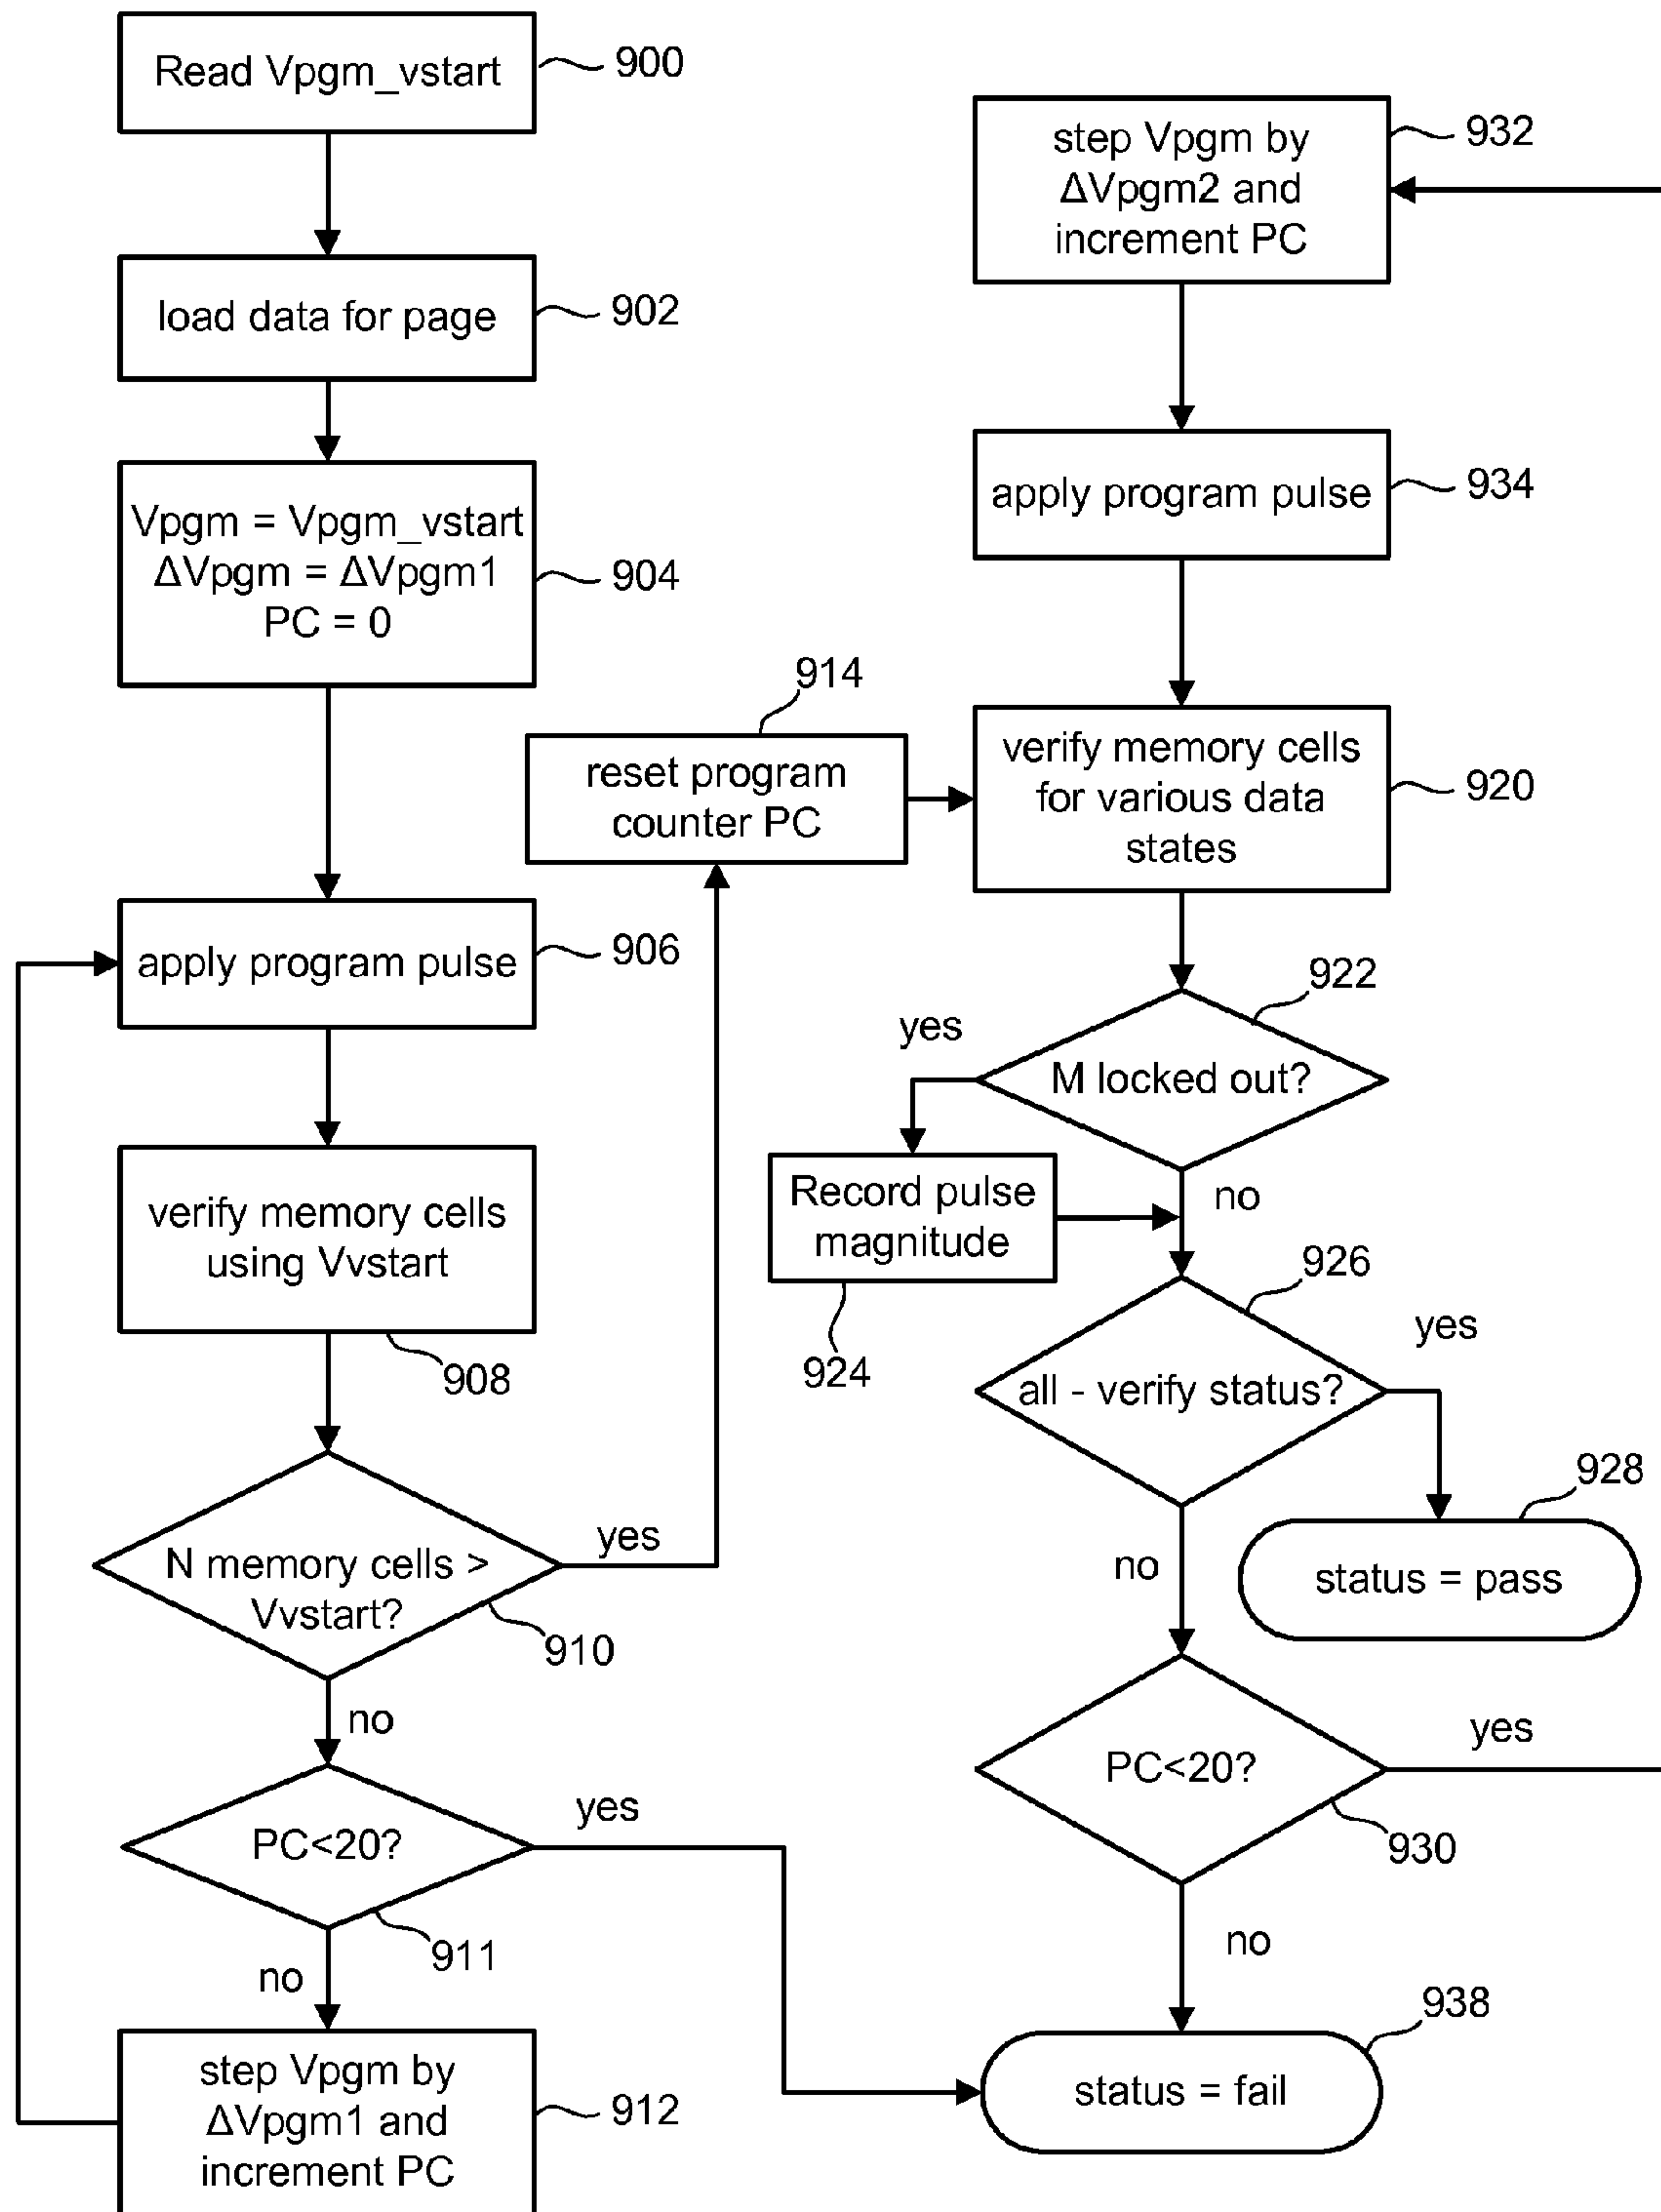 Read Vpgm_vstart
900
load data for page
902
Vpgm = Vpgm_vstart
ΔVpgm = ΔVpgm1
PC = 0
904
apply program pulse
906
verify memory cells
using Vvstart
908
N memory cells >
Vvstart?
910
yes
no
PC<20?
911
yes
no
step Vpgm by
ΔVpgm1 and
increment PC
912
914
reset program
counter PC
step Vpgm by
ΔVpgm2 and
increment PC
932
apply program pulse
934
verify memory cells
for various data
states
920
922
yes
M locked out?
no
Record pulse
magnitude
924
926
all - verify status?
yes
928
status = pass
no
PC<20?
yes
930
no
938
status = fail